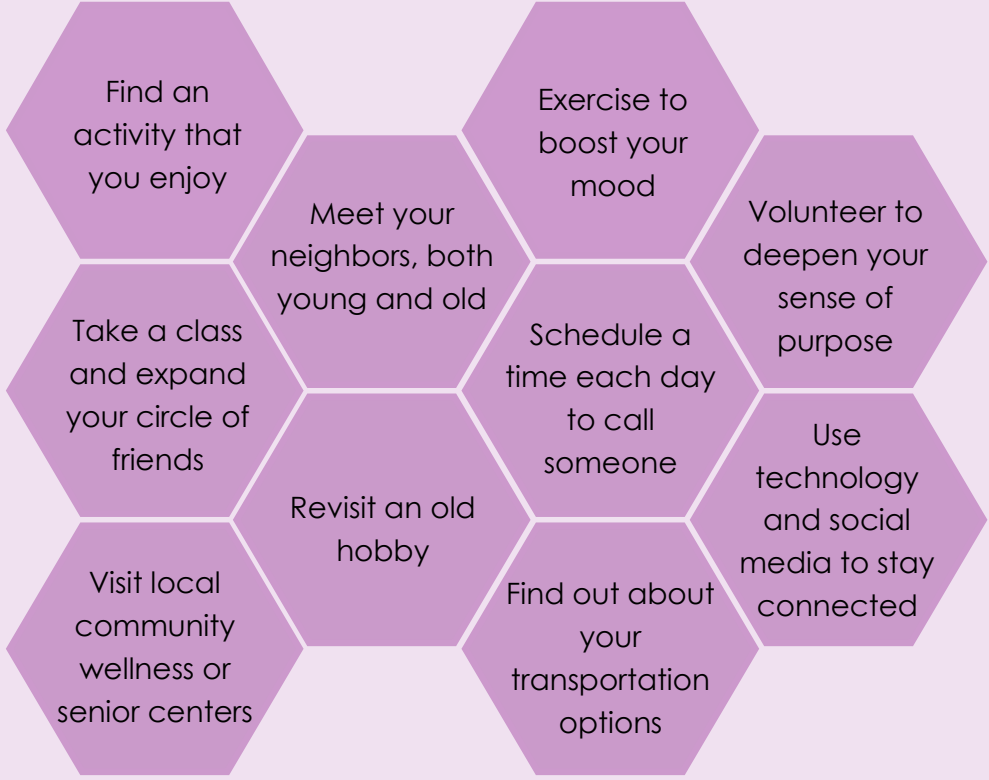 Find an
activity that
you enjoy
Exercise to
boost your
mood
Meet your
neighbors, both
young and old
Volunteer to
deepen your
sense of
purpose
Take a class
and expand
your circle of
friends
Schedule a
time each day
to call
someone
Revisit an old
hobby
Use
technology
and social
media to stay
connected
Visit local
community
wellness or
senior centers
Find out about
your
transportation
options